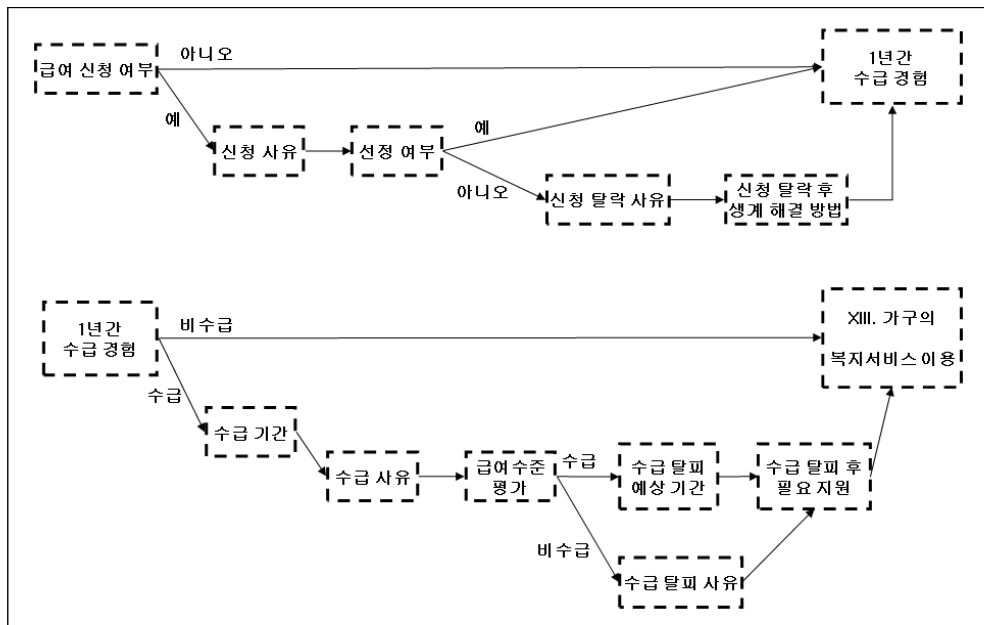 아니오
급여 신청 여부
1년간
수급 경험
예
신청 사유
선정 여부
예
아니오
신청 탈락 사유
신청 탈락 후
생계 해결 방법
1년간
수급 경험
비수급
XIII. 가구의
복지서비스 이용
수급
수급 기간
수급 사유
급여 수준
평가
수급
수급 탈피
예상 기간
수급 탈피 후
필요 지원
비수급
수급 탈피 사유